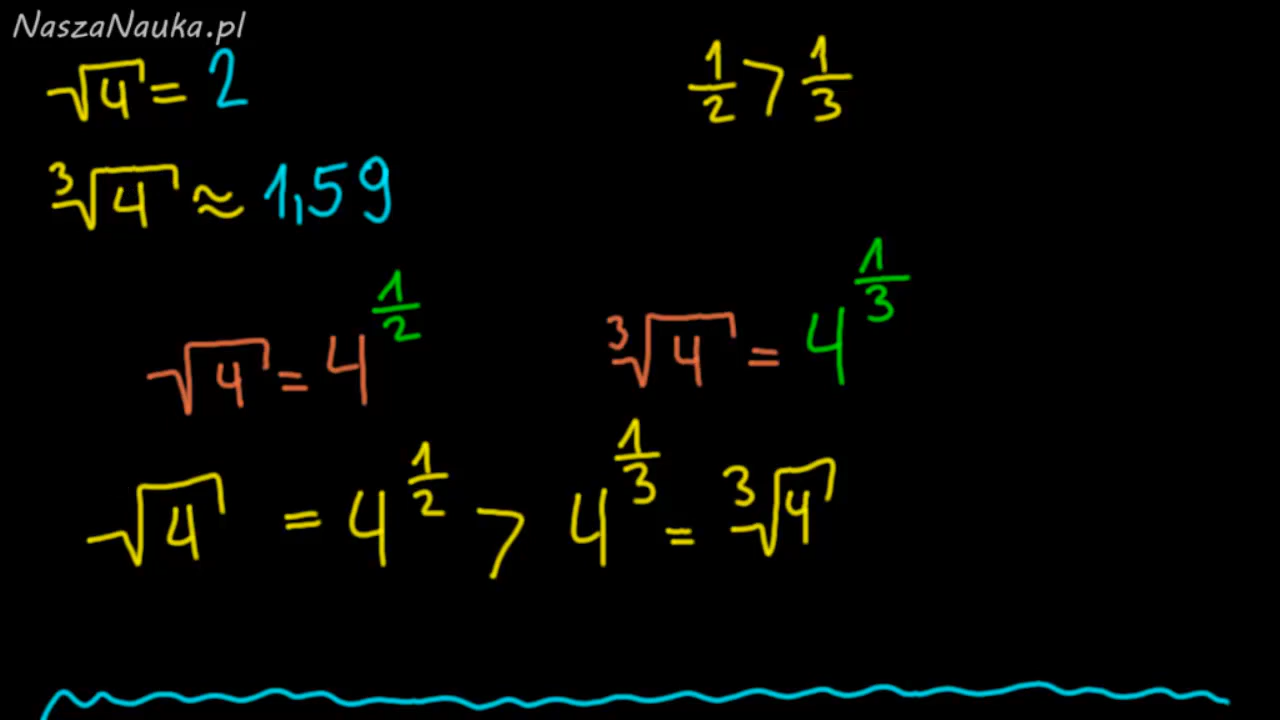 NaszaNauka.pl
√4 = 2
1/2 > 1/3
∛4 ≈ 1,59
√4 = 4^(1/2)
∛4 = 4^(1/3)
√4 = 4^(1/2) > 4^(1/3) = ∛4